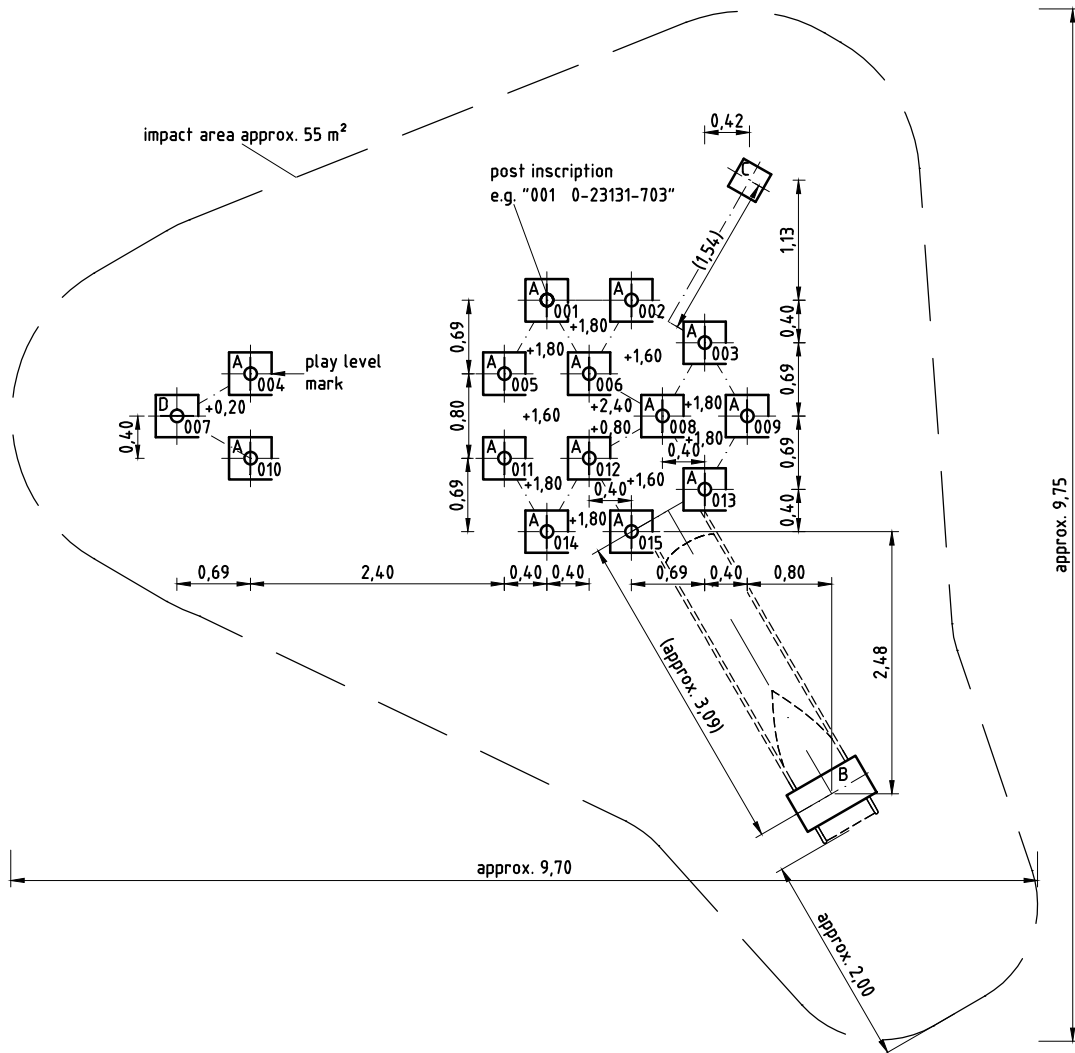 0,42
impact area approx. 55 m²
post inscription
e.g. "001 0-23131-703"
C
(1,54)
1,13
A
001
A
002
+1,80
0,40
0,69
A
003
+1,80
+1,60
play level
mark
A
004
A
005
A
006
0,69
D
007
+0,20
0,40
0,80
+1,60
+2,40
+0,80
A
008
+1,80
A
009
+1,80
0,40
A
010
A
011
A
012
0,69
0,69
+1,80
+1,60
0,40
A
013
0,40
A
014
+1,80
A
015
approx. 9,75
0,69
2,40
0,40
0,40
0,69
0,40
0,80
2,48
(approx. 3,09)
B
approx. 9,70
approx. 2,00